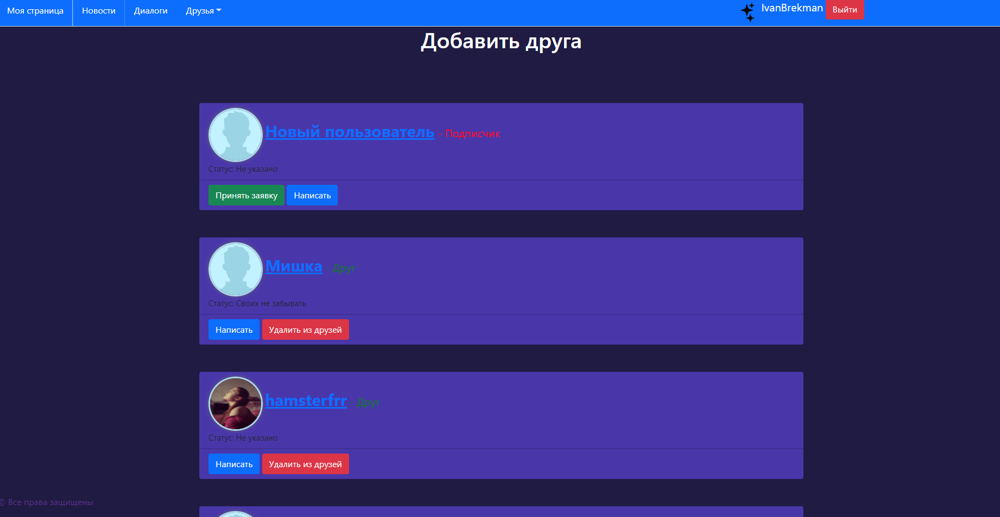 Моя страница Новости Диалоги Друзья IvanBrekman Выйти
Добавить друга
Новый пользователь - Подписчик
Статус: Не указано
Принять заявку Написать
Мишка - Друг
Статус: Своих не забывать
Написать Удалить из друзей
hamsterfrr - Друг
Статус: Не указано
Написать Удалить из друзей
© Все права защищены